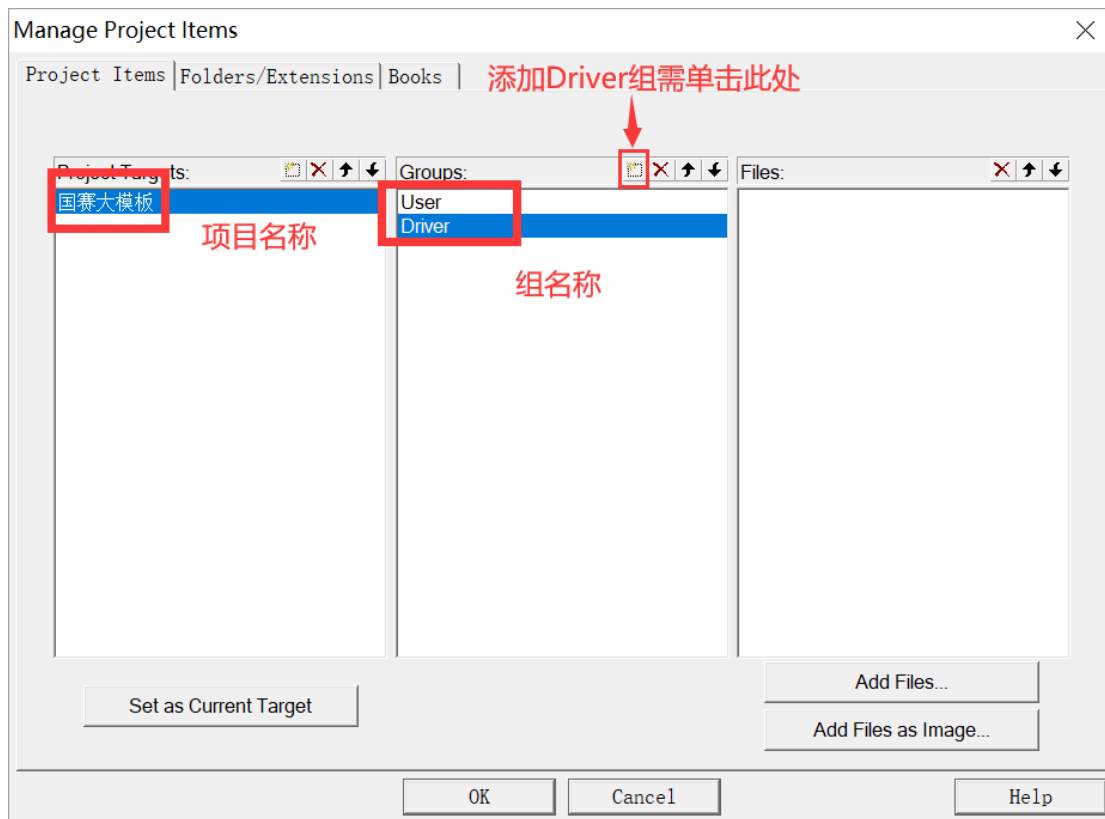 Manage Project Items
Project Items Folders/Extensions Books
添加Driver组需单击此处
Project Targets:
Groups:
Files:
国赛大模板
User
Driver
项目名称
组名称
Add Files...
Set as Current Target
Add Files as Image...
OK
Cancel
Help